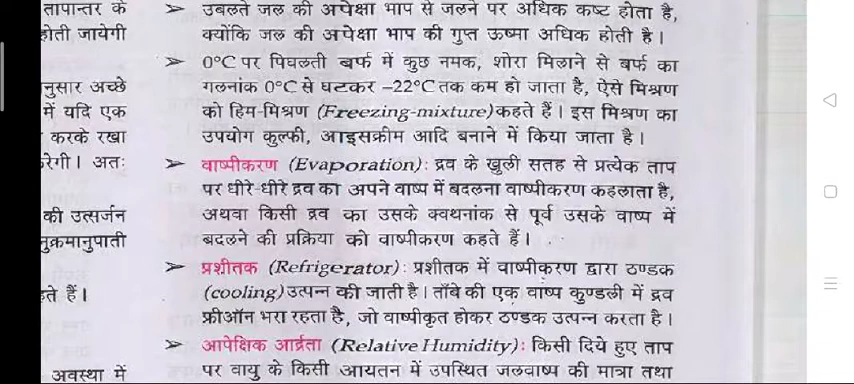 तापान्तर के
होती जायेगी
नुसार अच्छे
में यदि एक
करके रखा
रेगी। अतः
की उत्सर्जन
नुक्रमानुपाती
हते हैं।
अवस्था में
➢ उबलते जल की अपेक्षा भाप से जलने पर अधिक कष्ट होता है,
क्योंकि जल की अपेक्षा भाप की गुप्त ऊष्मा अधिक होती है।
➢ 0°C पर पिघलती बर्फ में कुछ नमक, शोरा मिलाने से बर्फ का
गलनांक 0°C से घटकर –22°C तक कम हो जाता है, ऐसे मिश्रण
को हिम-मिश्रण (Freezing-mixture) कहते हैं। इस मिश्रण का
उपयोग कुल्फी, आइसक्रीम आदि बनाने में किया जाता है।
➢ वाष्पीकरण (Evaporation): द्रव के खुली सतह से प्रत्येक ताप
पर धीरे-धीरे द्रव का अपने वाष्प में बदलना वाष्पीकरण कहलाता है,
अथवा किसी द्रव का उसके क्वथनांक से पूर्व उसके वाष्प में
बदलने की प्रक्रिया को वाष्पीकरण कहते हैं।
➢ प्रशीतक (Refrigerator): प्रशीतक में वाष्पीकरण द्वारा ठण्डक
(cooling) उत्पन्न की जाती है। ताँबे की एक वाष्प कुण्डली में द्रव
फ्रीऑन भरा रहता है, जो वाष्पीकृत होकर ठण्डक उत्पन्न करता है।
➢ आपेक्षिक आर्द्रता (Relative Humidity): किसी दिये हुए ताप
पर वायु के किसी आयतन में उपस्थित जलवाष्प की मात्रा तथा